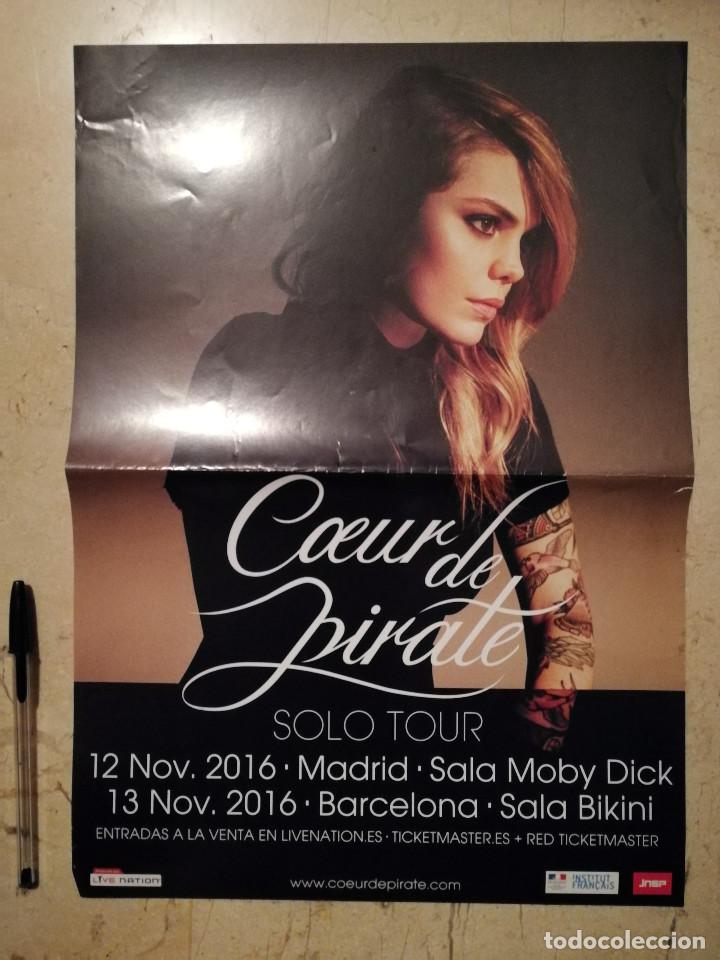 Cœur
de
pirate
SOLO TOUR
12 Nov. 2016 · Madrid · Sala Moby Dick
13 Nov. 2016 · Barcelona · Sala Bikini
ENTRADAS A LA VENTA EN LIVENATION.ES · TICKETMASTER.ES + RED TICKETMASTER
LIVE NATION
www.coeurdepirate.com
INSTITUT
FRANÇAIS
JNSP
todocoleccion